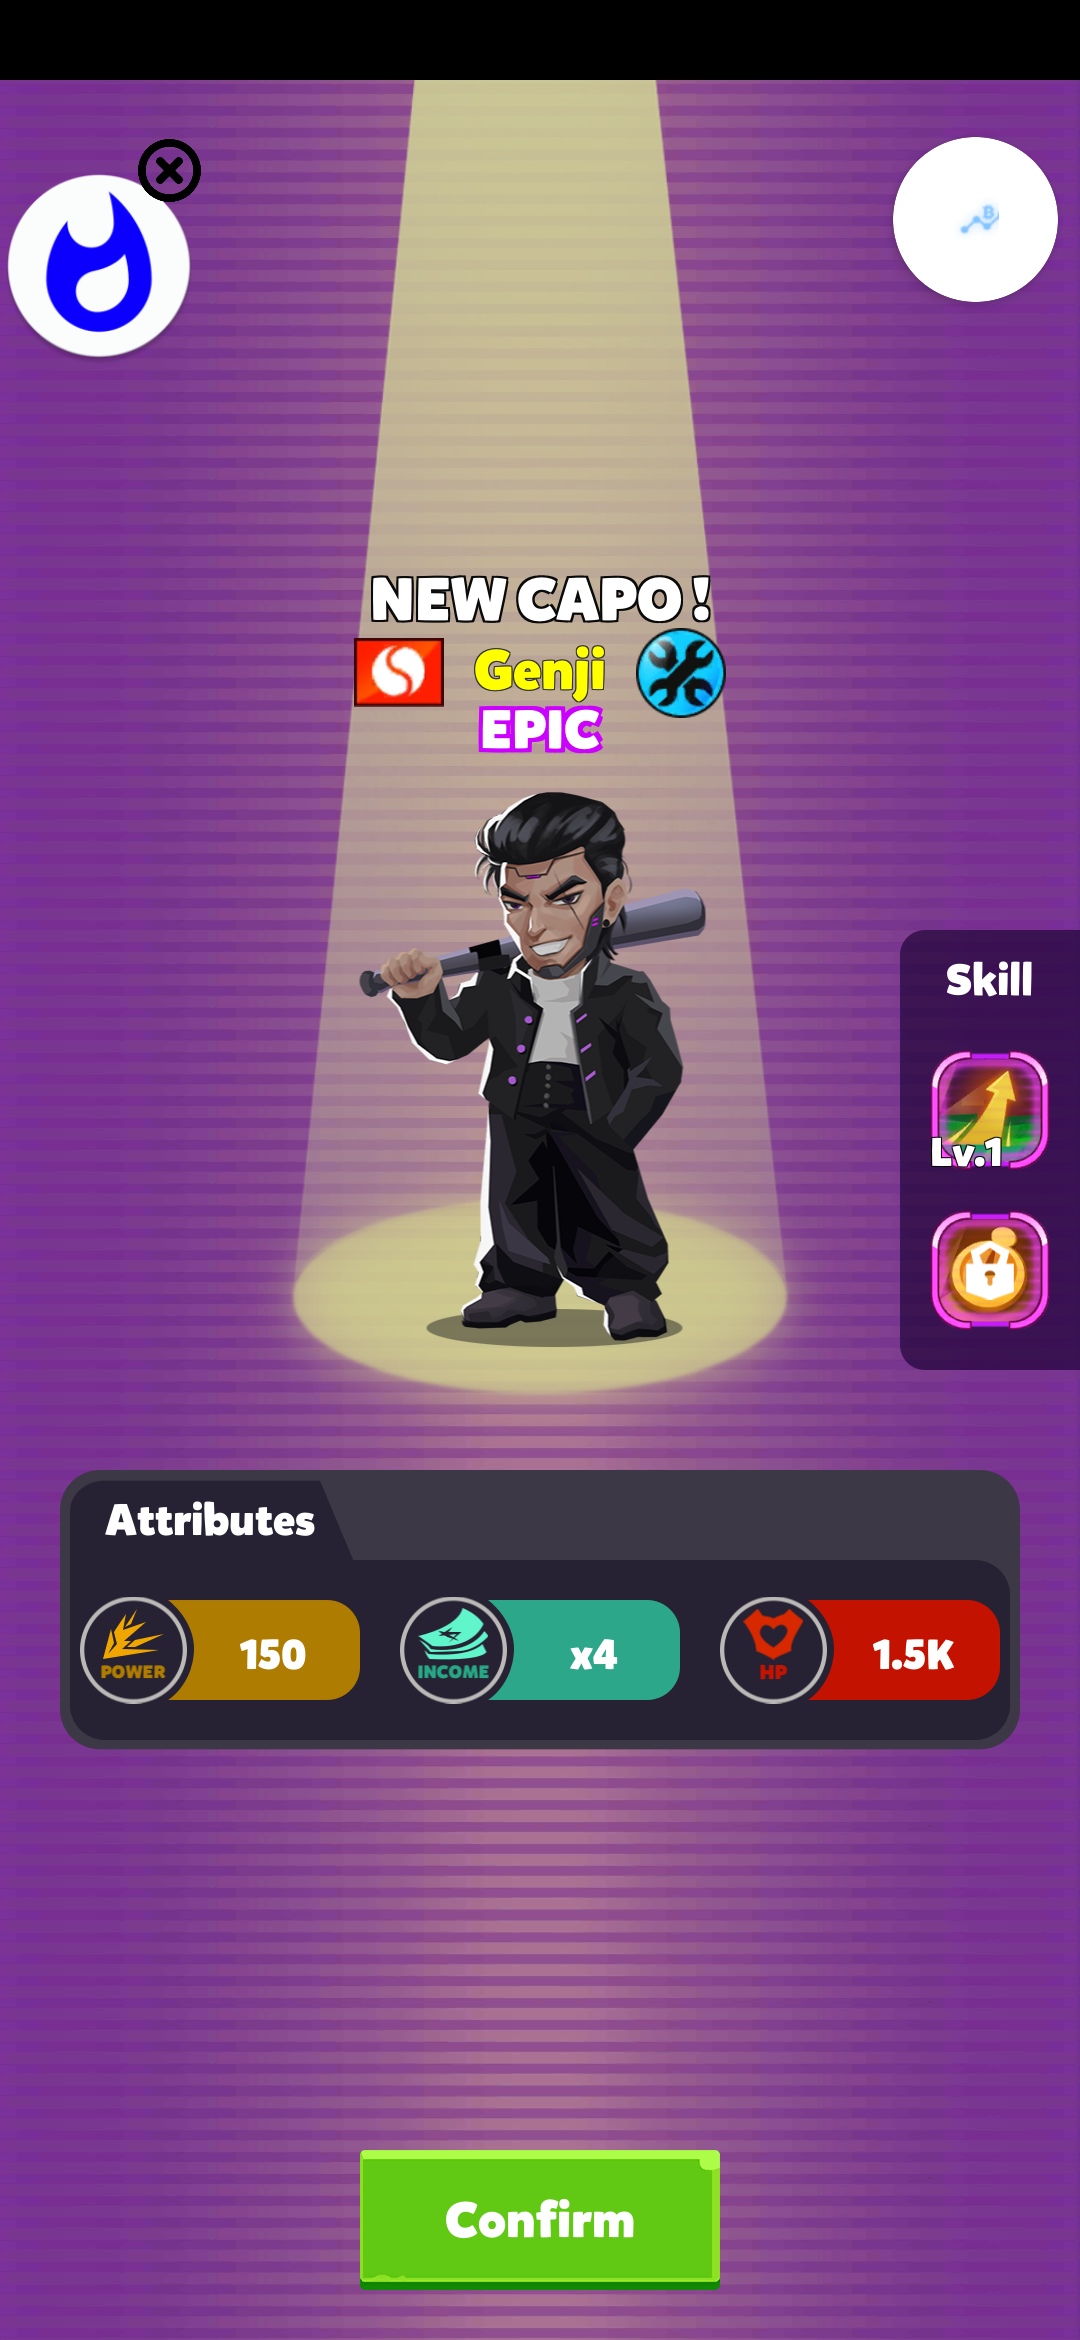 NEW CAPO !
Genji
EPIC
Skill
Lv.1
Attributes
POWER
150
INCOME
x4
HP
1.5K
Confirm